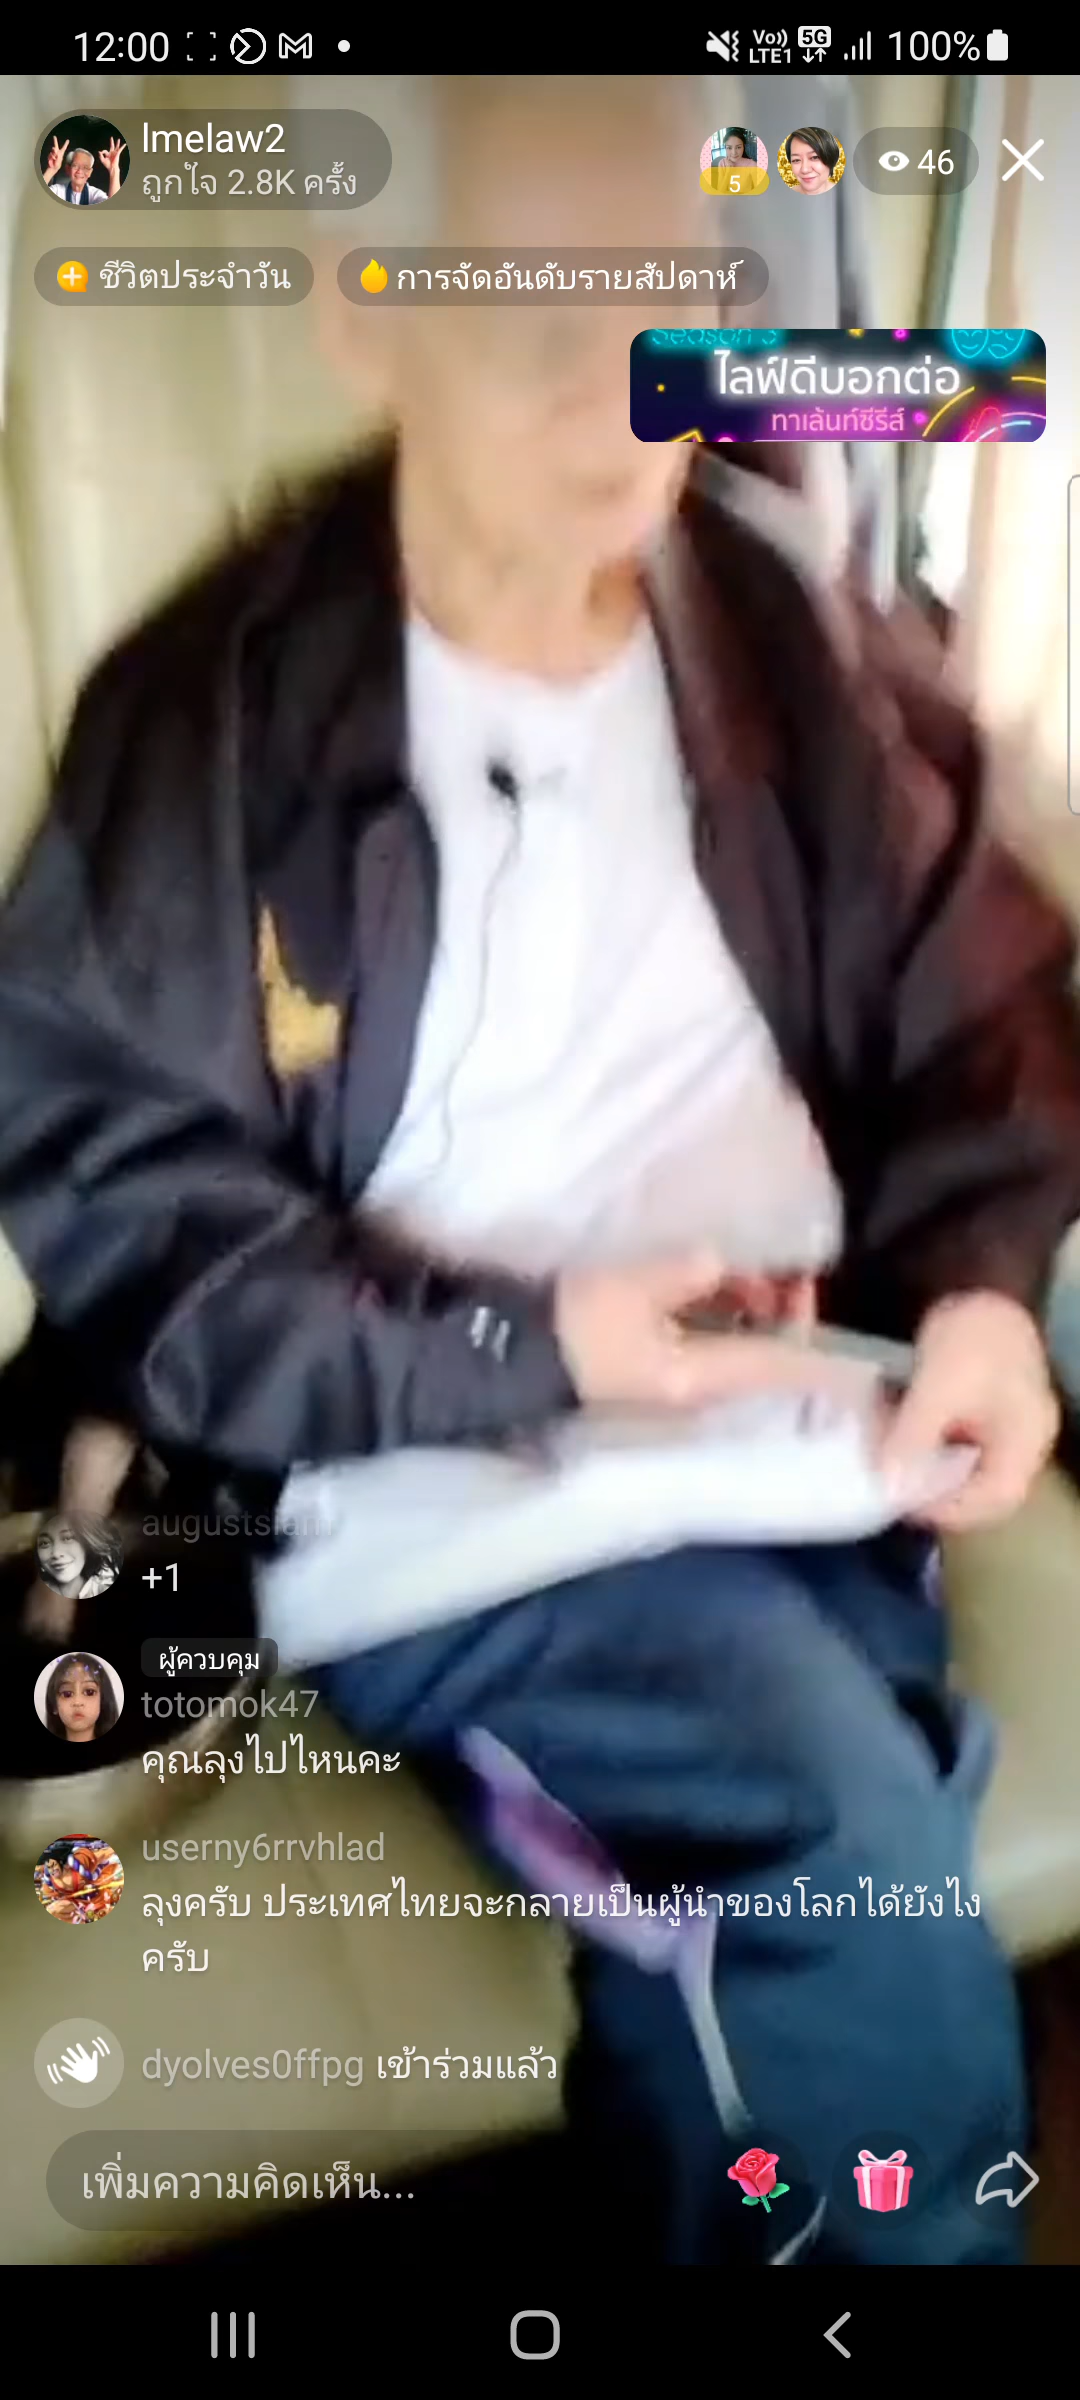 12:00
Vo)) LTE1 5G 100%
lmelaw2
ถูกใจ 2.8K ครั้ง
5
46
ชีวิตประจำวัน
การจัดอันดับรายสัปดาห์
Season 3
ไลฟ์ดีบอกต่อ
ทาเล้นท์ซีรีส์
augustsiam
+1
ผู้ควบคุม
totomok47
คุณลุงไปไหนคะ
userny6rrvhlad
ลุงครับ ประเทศไทยจะกลายเป็นผู้นำของโลกได้ยังไง
ครับ
dyolves0ffpg เข้าร่วมแล้ว
เพิ่มความคิดเห็น...